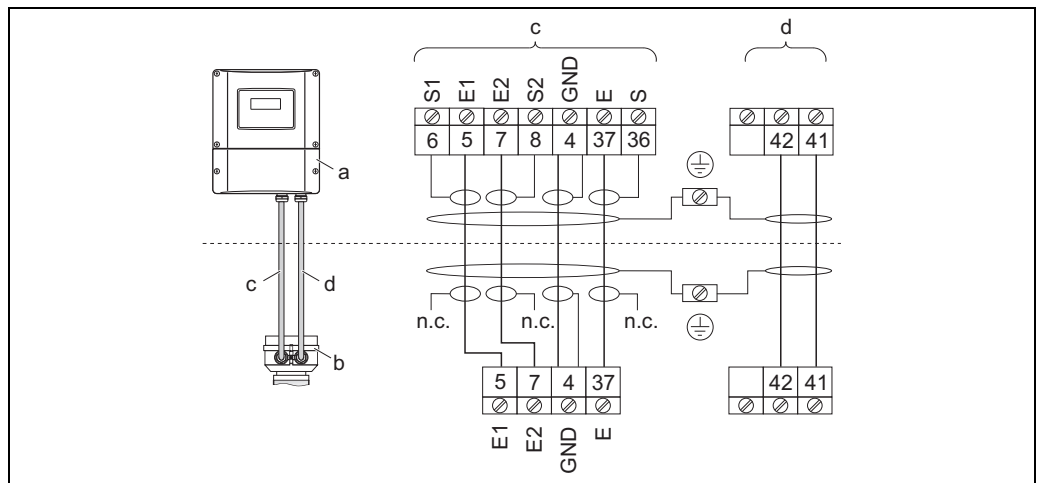 c d
S1 E1 E2 S2 GND E S
6 5 7 8 4 37 36 42 41
a
c d
n.c. n.c. n.c.
b
5 7 4 37 42 41
E1 E2 GND E